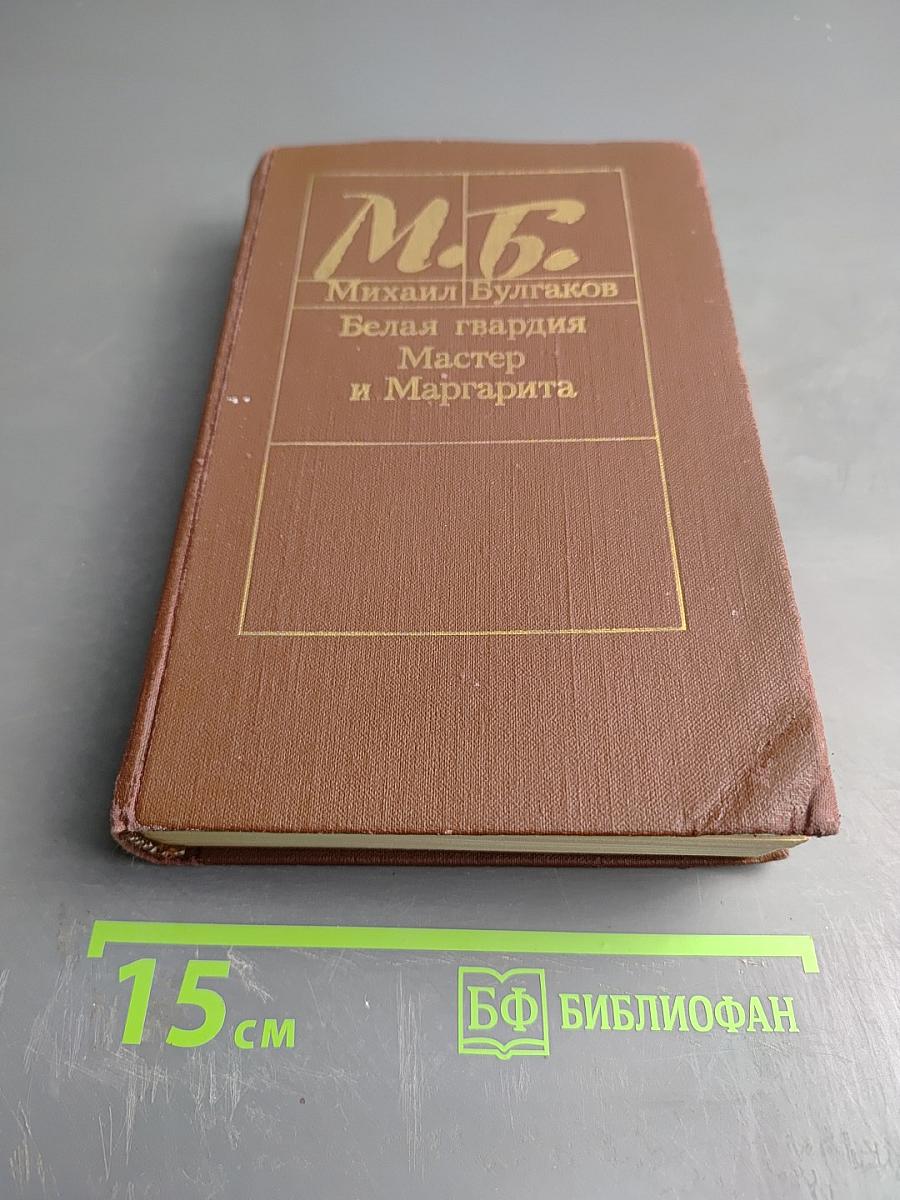 М.Б.
Михаил Булгаков
Белая гвардия
Мастер
и Маргарита
15 см
БФ БИБЛИОФАН